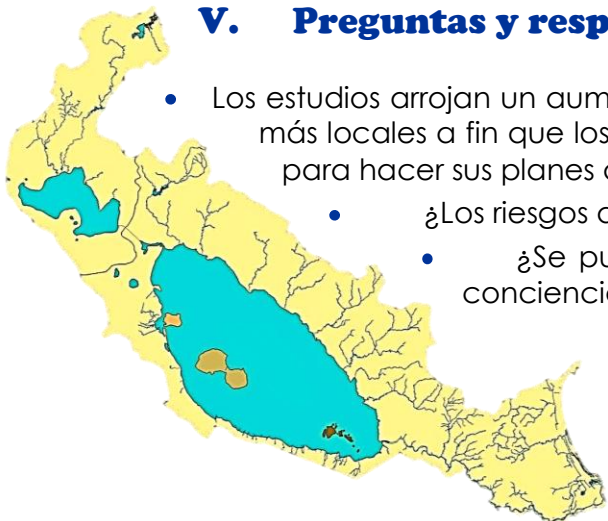 V. Preguntas y resp
• Los estudios arrojan un aum
más locales a fin que los
para hacer sus planes
• ¿Los riesgos
• ¿Se pu
concienci